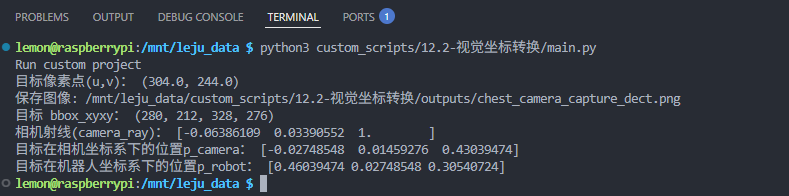 PROBLEMS OUTPUT DEBUG CONSOLE TERMINAL PORTS 1
lemon@raspberrypi:/mnt/leju_data $ python3 custom_scripts/12.2-视觉坐标转换/main.py
Run custom project
目标像素点(u,v): (304.0, 244.0)
保存图像: /mnt/leju_data/custom_scripts/12.2-视觉坐标转换/outputs/chest_camera_capture_dect.png
目标 bbox_xyxy: (280, 212, 328, 276)
相机射线(camera_ray): [-0.06386109  0.03390552  1.        ]
目标在相机坐标系下的位置p_camera: [-0.02748548  0.01459276  0.43039474]
目标在机器人坐标系下的位置p_robot: [0.46039474 0.02748548 0.30540724]
lemon@raspberrypi:/mnt/leju_data $